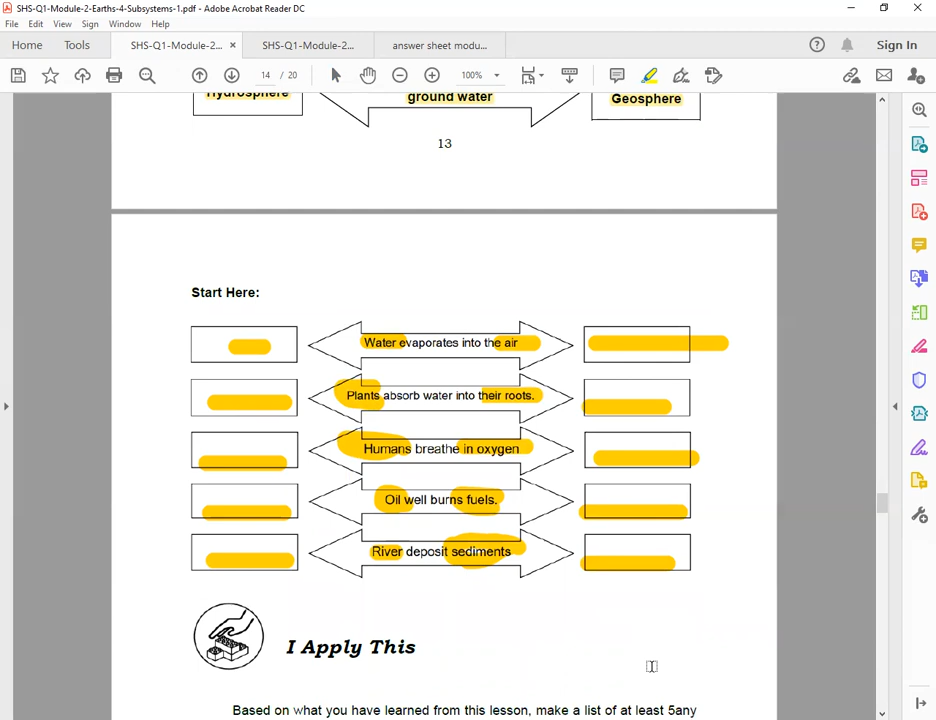 SHS-Q1-Module-2-Earths-4-Subsystems-1.pdf - Adobe Acrobat Reader DC
File Edit View Sign Window Help
Home Tools SHS-Q1-Module-2... × SHS-Q1-Module-2... answer sheet modu... Sign In
14 / 20 100%
Hydrosphere ground water Geosphere
13
Start Here:
Water evaporates into the air
Plants absorb water into their roots.
Humans breathe in oxygen
Oil well burns fuels.
River deposit sediments
I Apply This
Based on what you have learned from this lesson, make a list of at least 5any